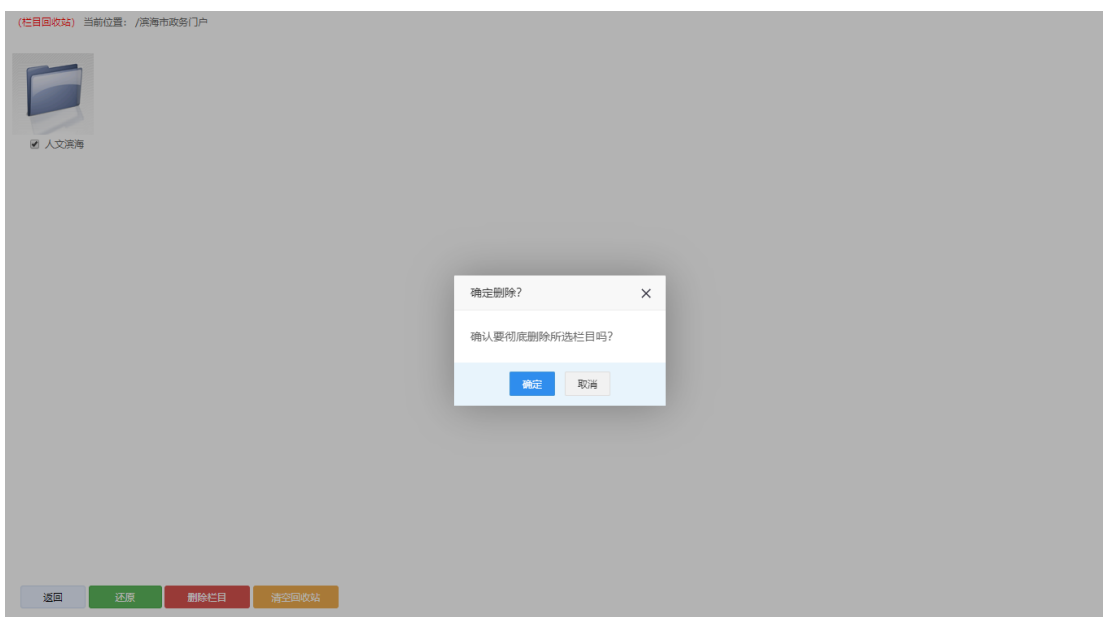 (栏目回收站) 当前位置: /滨海市政务门户
人文滨海
确定删除?
确认要彻底删除所选栏目吗?
确定 取消
返回 还原 删除栏目 清空回收站